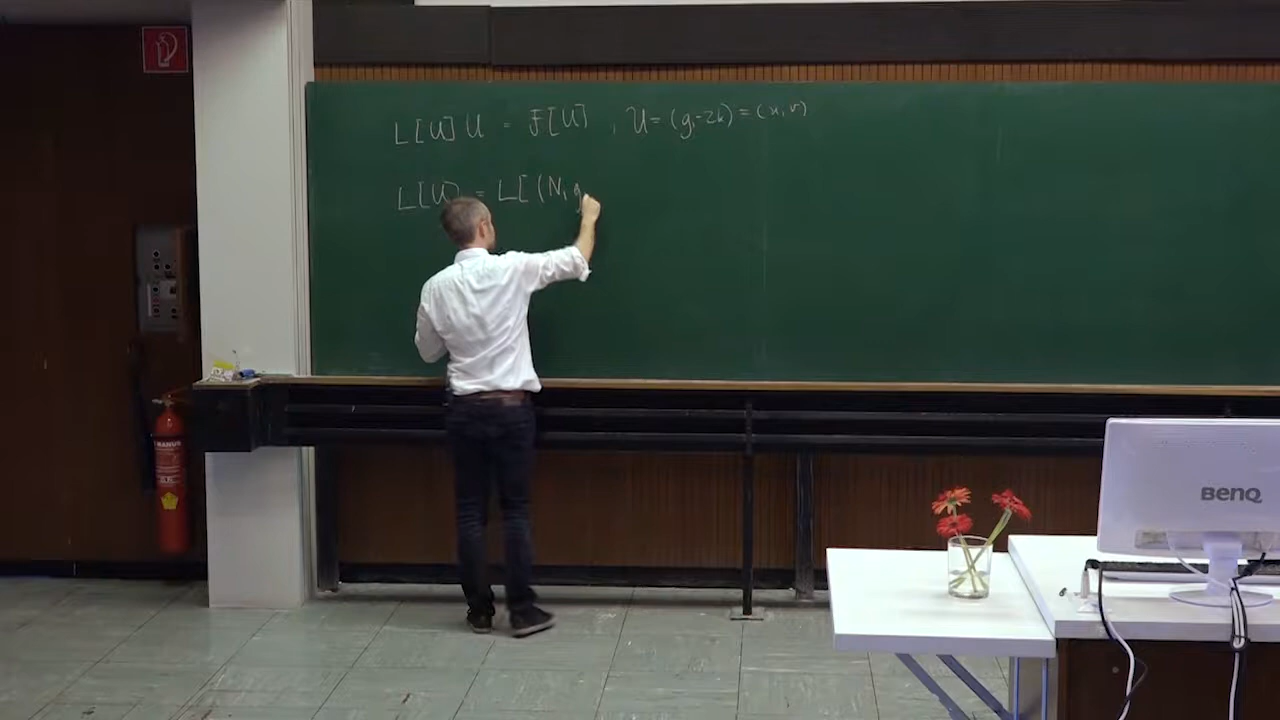 L[U] U = F[U] , U = (g, -2k) = (u, v)
L[U] = L[(N, g
BenQ